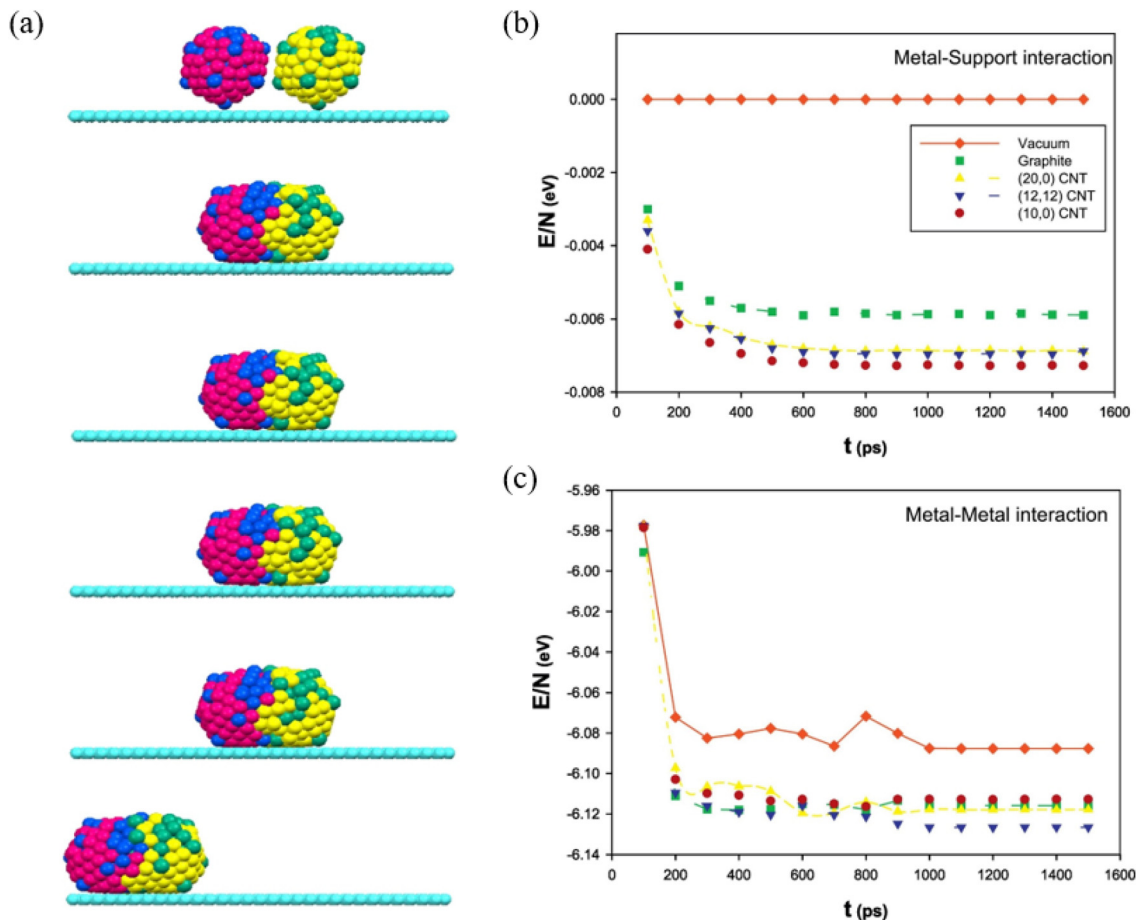 (a)
(b)
Metal-Support interaction
0.000
-0.002
-0.004
-0.006
-0.008
E/N (eV)
Vacuum
Graphite
(20,0) CNT
(12,12) CNT
(10,0) CNT
0 200 400 600 800 1000 1200 1400 1600
t (ps)
(c)
Metal-Metal interaction
-5.96
-5.98
-6.00
-6.02
-6.04
-6.06
-6.08
-6.10
-6.12
-6.14
E/N (eV)
0 200 400 600 800 1000 1200 1400 1600
t (ps)